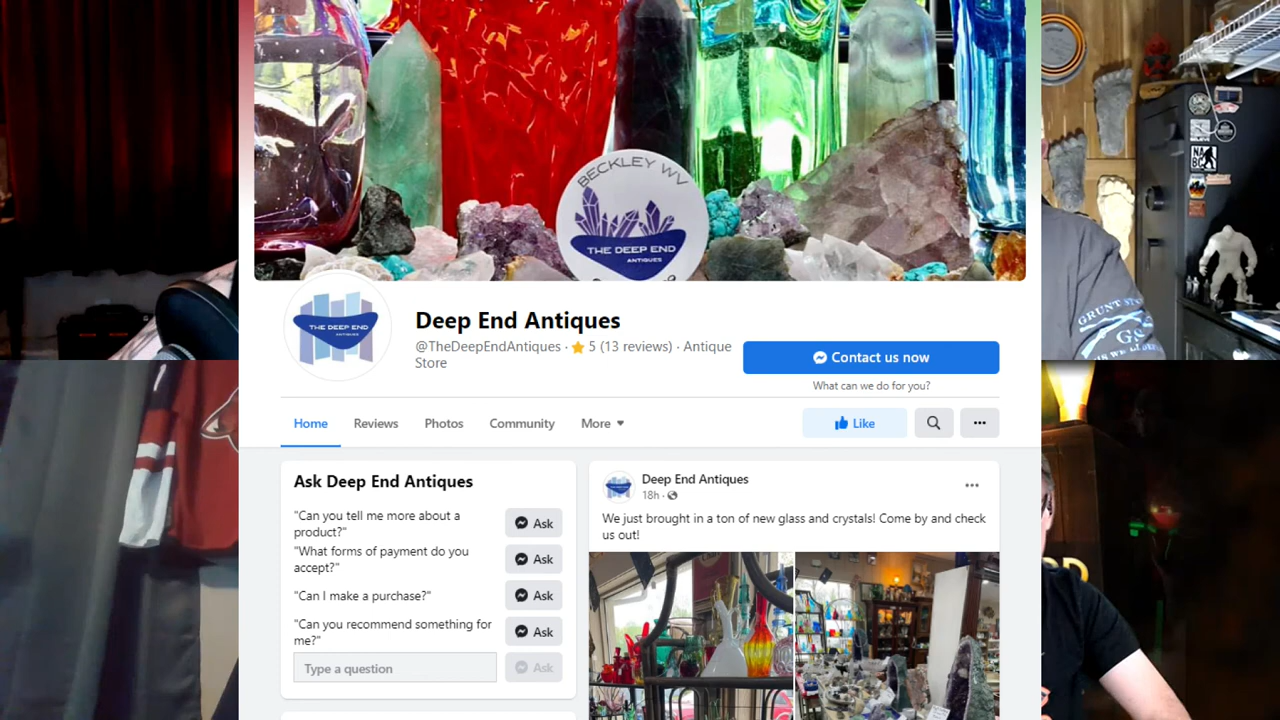 BECKLEY WV
THE DEEP END
ANTIQUES
THE DEEP END
ANTIQUES
Deep End Antiques
@TheDeepEndAntiques · 5 (13 reviews) · Antique
Store
Contact us now
What can we do for you?
Home
Reviews
Photos
Community
More
Like
Ask Deep End Antiques
"Can you tell me more about a
product?"
Ask
"What forms of payment do you
accept?"
Ask
"Can I make a purchase?"
Ask
"Can you recommend something for
me?"
Ask
Type a question
Ask
Deep End Antiques
18h
We just brought in a ton of new glass and crystals! Come by and check
us out!
GRUNT